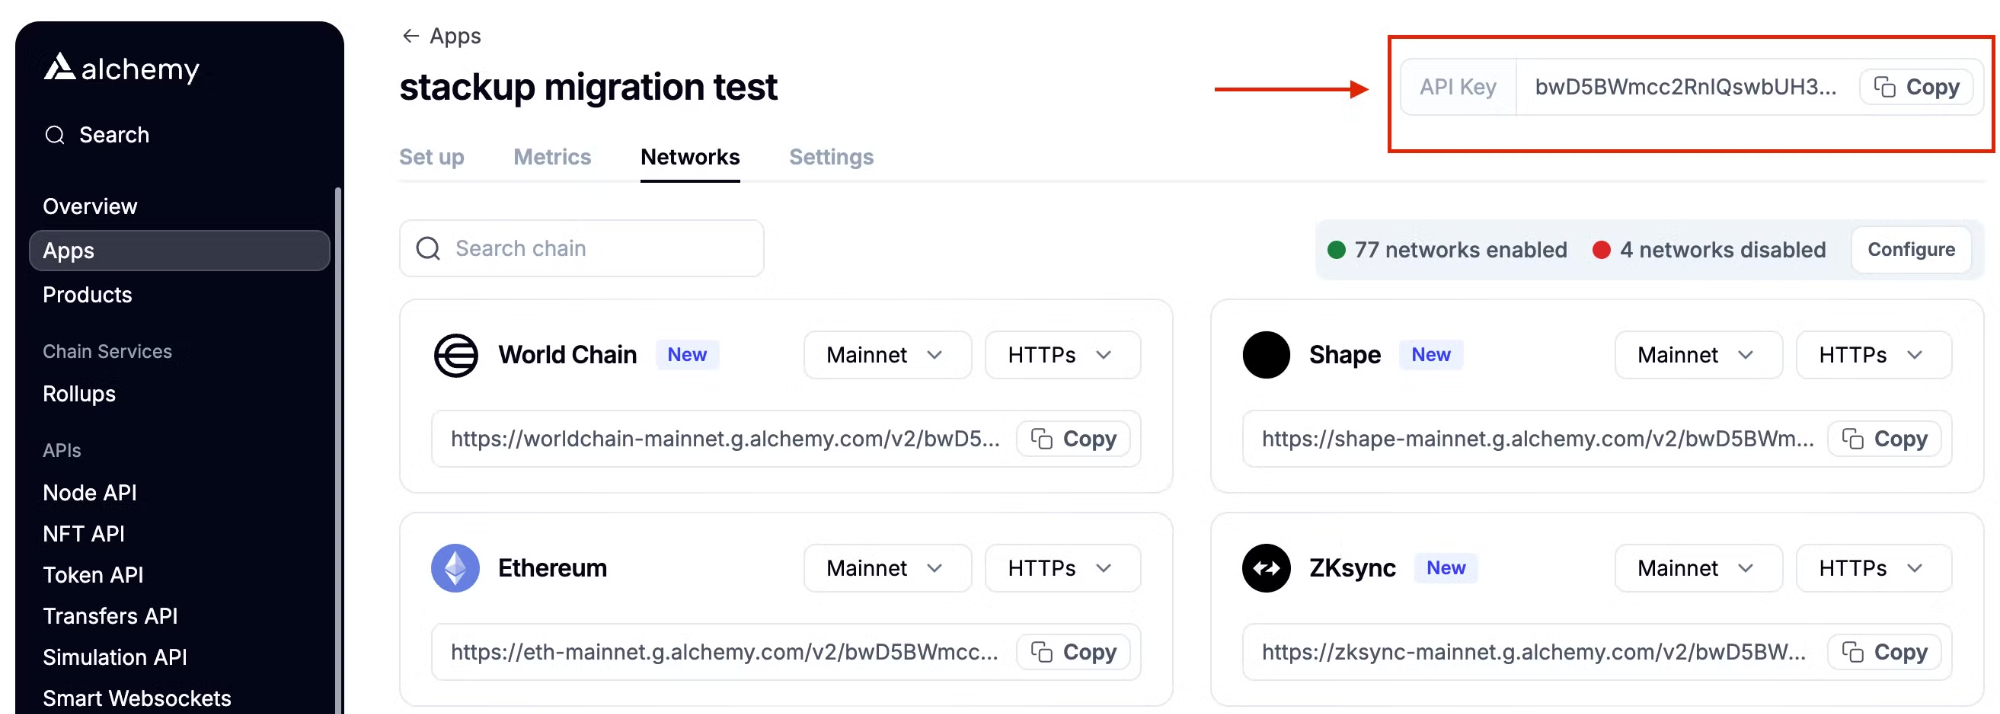 alchemy
Search
Overview
Apps
Products
Chain Services
Rollups
APIs
Node API
NFT API
Token API
Transfers API
Simulation API
Smart Websockets
← Apps
stackup migration test
API Key bwD5BWmcc2RnIQswbUH3... Copy
Set up Metrics Networks Settings
Search chain
77 networks enabled 4 networks disabled Configure
World Chain New Mainnet HTTPs
https://worldchain-mainnet.g.alchemy.com/v2/bwD5... Copy
Shape New Mainnet HTTPs
https://shape-mainnet.g.alchemy.com/v2/bwD5BWm... Copy
Ethereum Mainnet HTTPs
https://eth-mainnet.g.alchemy.com/v2/bwD5BWmcc... Copy
ZKsync New Mainnet HTTPs
https://zksync-mainnet.g.alchemy.com/v2/bwD5BW... Copy